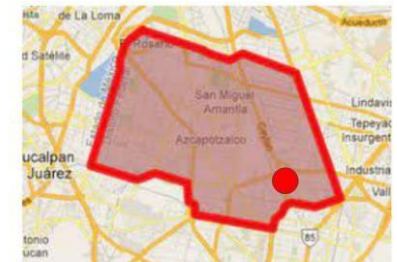 de La Loma
Acueducto
El Rosario
d Satélite
San Miguel
Amantla
Lindavis
Tepeyac
Insurgent
Azcapotzalco
ucalpan
Juárez
Industria
Vall
85
tonio
ucan